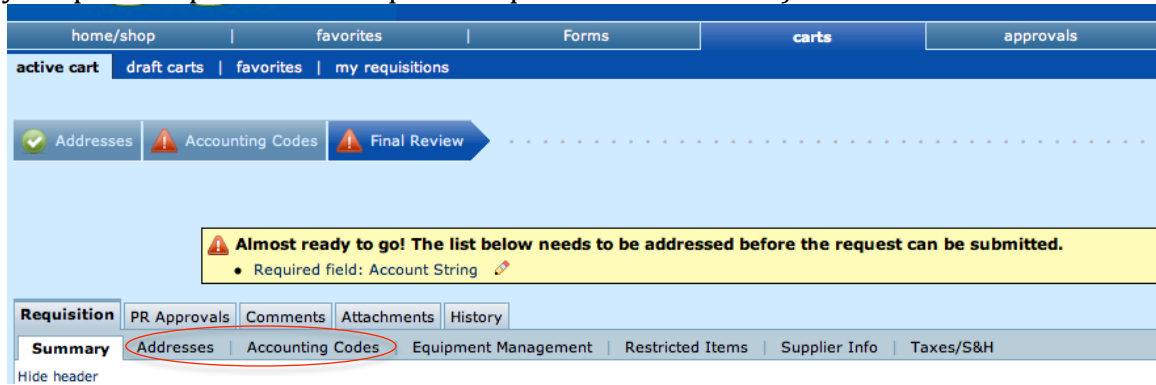 home/shop | favorites | Forms carts approvals
active cart draft carts | favorites | my requisitions
Addresses Accounting Codes Final Review
Almost ready to go! The list below needs to be addressed before the request can be submitted.
• Required field: Account String
Requisition PR Approvals Comments Attachments History
Summary Addresses | Accounting Codes | Equipment Management | Restricted Items | Supplier Info | Taxes/S&H
Hide header